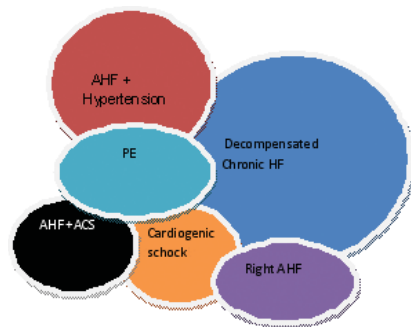 AHF +
Hypertension
PE
Decompensated
Chronic HF
AHF+ACS
Cardiogenic
schock
Right AHF